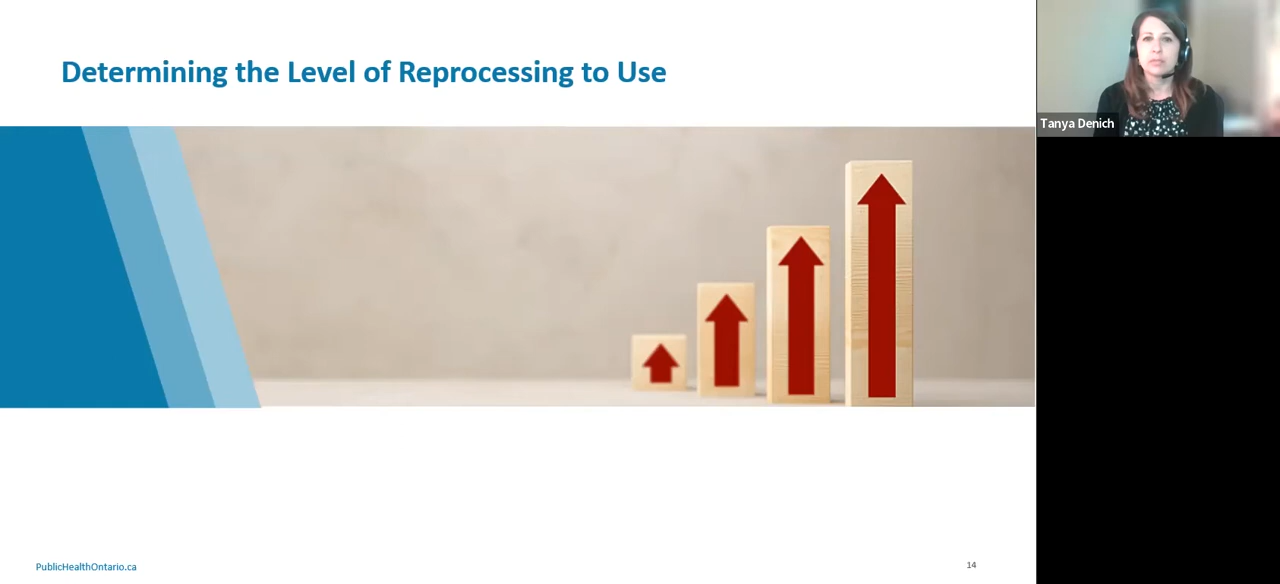 Determining the Level of Reprocessing to Use
Tanya Denich
PublicHealthOntario.ca
14